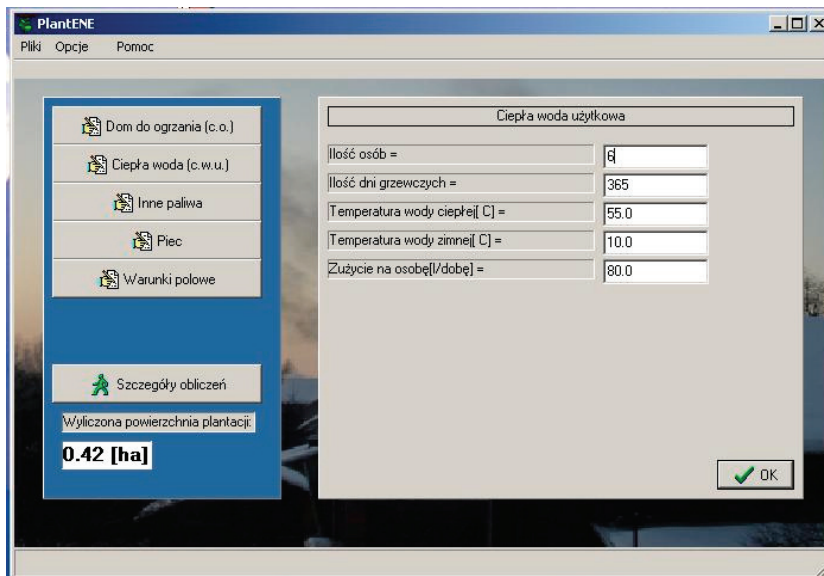 PlantENE
Pliki Opcje Pomoc
Dom do ogrzania (c.o.)
Ciepła woda (c.w.u.)
Inne paliwa
Piec
Warunki polowe
Szczegóły obliczeń
Wyliczona powierzchnia plantacji:
0.42 [ha]
Ciepła woda użytkowa
Ilość osób = 6
Ilość dni grzewczych = 365
Temperatura wody ciepłej[ C] = 55.0
Temperatura wody zimnej[ C] = 10.0
Zużycie na osobę[l/dobę] = 80.0
OK